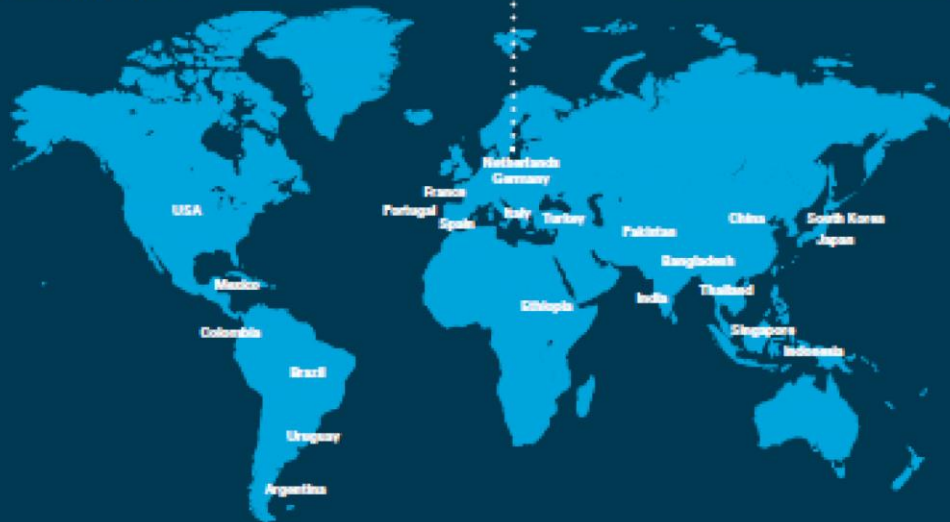 Netherlands
Germany
France
Portugal
Spain
Italy
Turkey
USA
Pakistan
China
South Korea
Japan
Bangladesh
Mexico
India
Thailand
Ethiopia
Colombia
Singapore
Indonesia
Brazil
Uruguay
Argentina